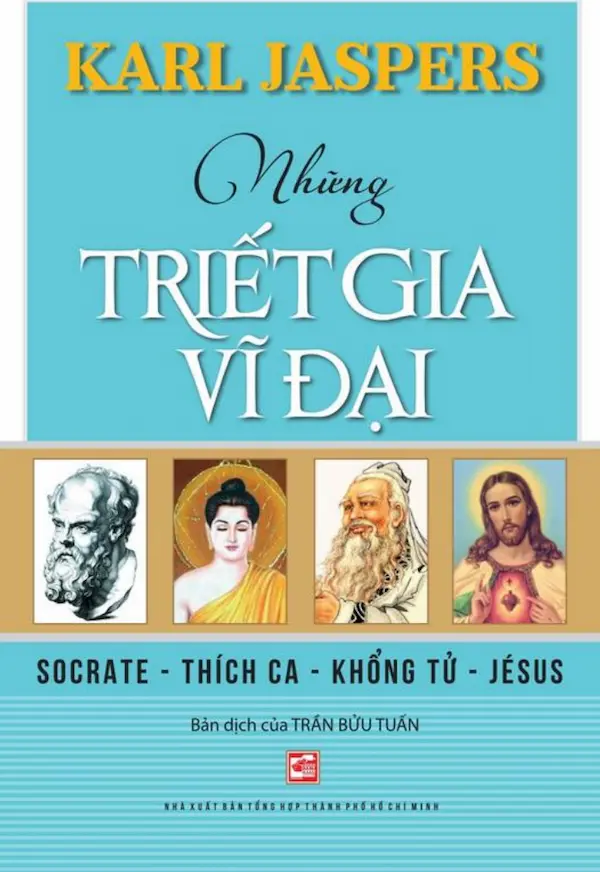 KARL JASPERS
Những
TRIẾT GIA
VĨ ĐẠI
SOCRATE - THÍCH CA - KHỔNG TỬ - JÉSUS
Bản dịch của TRẦN BỬU TUẤN
NHÀ XUẤT BẢN TỔNG HỢP THÀNH PHỐ HỒ CHÍ MINH